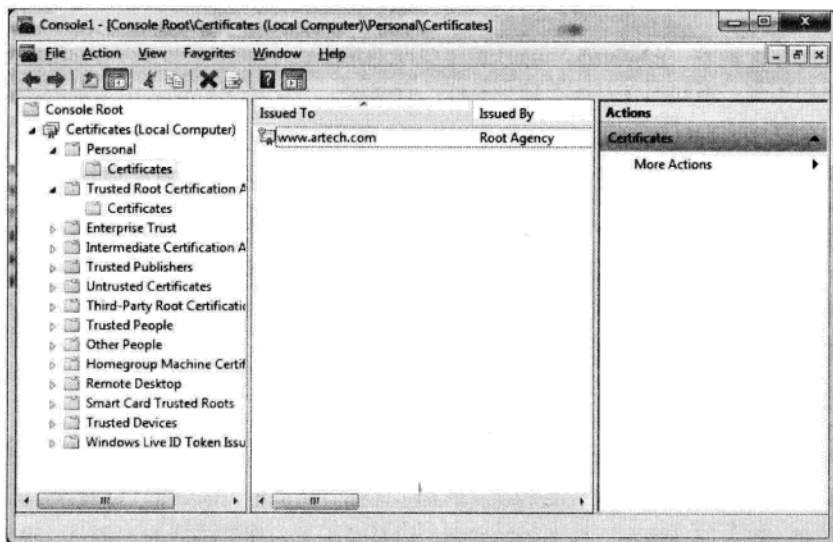 Console1 - [Console Root\Certificates (Local Computer)\Personal\Certificates]
File Action View Favorites Window Help
Console Root
Certificates (Local Computer)
Personal
Certificates
Trusted Root Certification A
Certificates
Enterprise Trust
Intermediate Certification A
Trusted Publishers
Untrusted Certificates
Third-Party Root Certificatio
Trusted People
Other People
Homegroup Machine Certif
Remote Desktop
Smart Card Trusted Roots
Trusted Devices
Windows Live ID Token Issu
Issued To Issued By
www.artech.com Root Agency
Actions
Certificates
More Actions